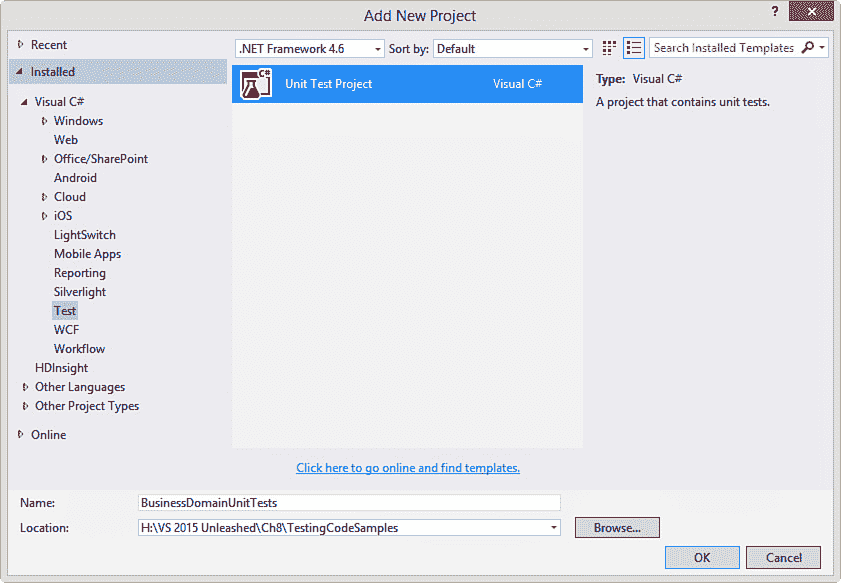 Add New Project
?
Recent
.NET Framework 4.6
Sort by:
Default
Search Installed Templates
Installed
Visual C#
Windows
Web
Office/SharePoint
Android
Cloud
iOS
LightSwitch
Mobile Apps
Reporting
Silverlight
Test
WCF
Workflow
HDInsight
Other Languages
Other Project Types
Online
C#
Unit Test Project
Visual C#
Type: Visual C#
A project that contains unit tests.
Click here to go online and find templates.
Name:
BusinessDomainUnitTests
Location:
H:\VS 2015 Unleashed\Ch8\TestingCodeSamples
Browse...
OK
Cancel